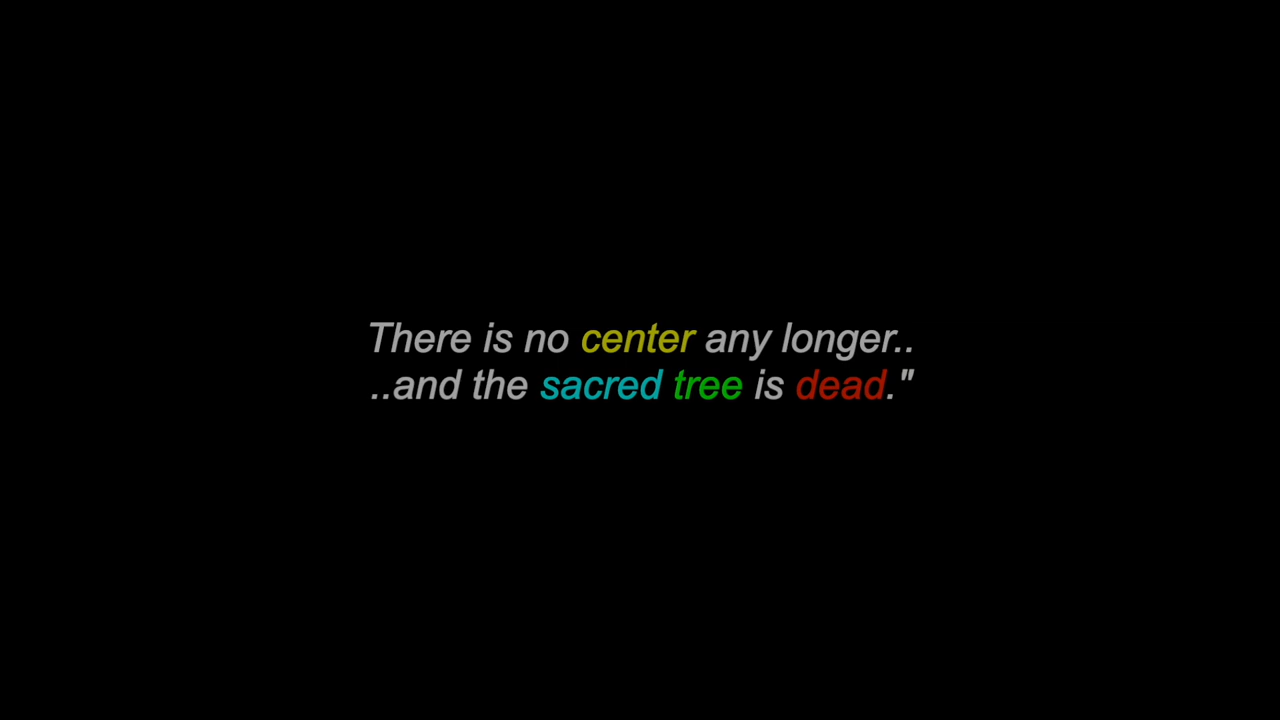 There is no center any longer..
..and the sacred tree is dead."